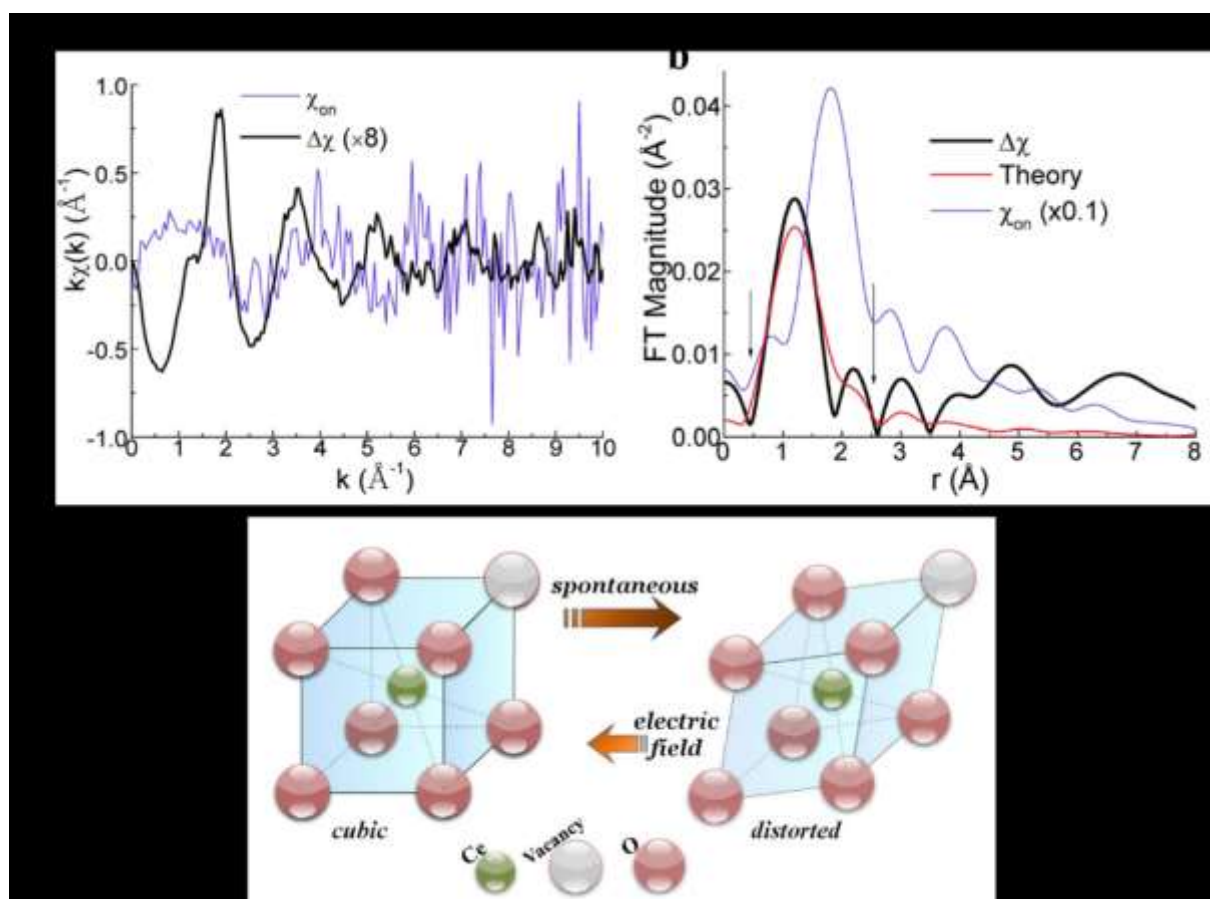 b
1.0
0.5
0.0
-0.5
-1.0
kχ(k) (Å⁻¹)
χon
Δχ (×8)
0 1 2 3 4 5 6 7 8 9 10
k (Å⁻¹)
0.04
0.03
0.02
0.01
0.00
FT Magnitude (Å⁻²)
Δχ
Theory
χon (x0.1)
0 1 2 3 4 5 6 7 8
r (Å)
spontaneous
electric
field
cubic
distorted
Ce
Vacancy
O